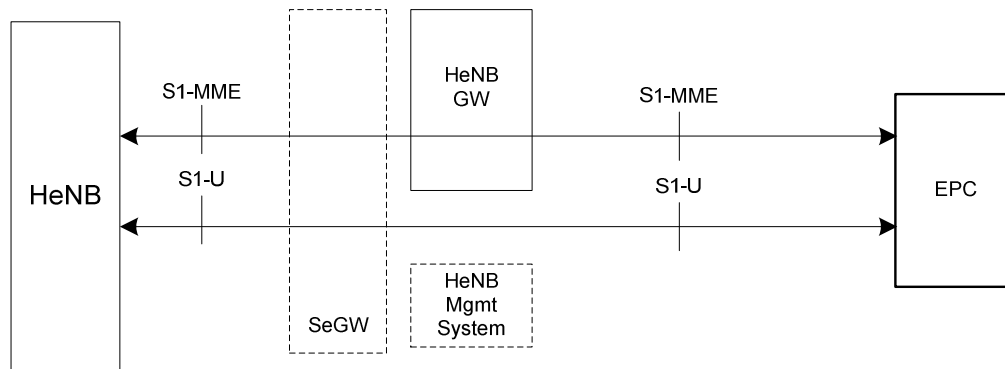 HeNB
GW
S1-MME
S1-MME
S1-U
S1-U
HeNB
EPC
HeNB
Mgmt
System
SeGW